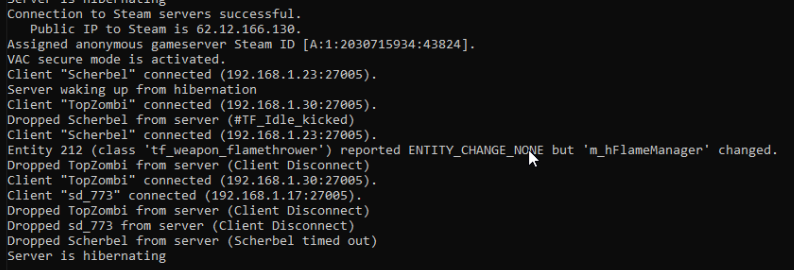 Server is hibernating
Connection to Steam servers successful.
   Public IP to Steam is 62.12.166.130.
Assigned anonymous gameserver Steam ID [A:1:2030715934:43824].
VAC secure mode is activated.
Client "Scherbel" connected (192.168.1.23:27005).
Server waking up from hibernation
Client "TopZombi" connected (192.168.1.30:27005).
Dropped Scherbel from server (#TF_Idle_kicked)
Client "Scherbel" connected (192.168.1.23:27005).
Entity 212 (class 'tf_weapon_flamethrower') reported ENTITY_CHANGE_NONE but 'm_hFlameManager' changed.
Dropped TopZombi from server (Client Disconnect)
Client "TopZombi" connected (192.168.1.30:27005).
Client "sd_773" connected (192.168.1.17:27005).
Dropped TopZombi from server (Client Disconnect)
Dropped sd_773 from server (Client Disconnect)
Dropped Scherbel from server (Scherbel timed out)
Server is hibernating